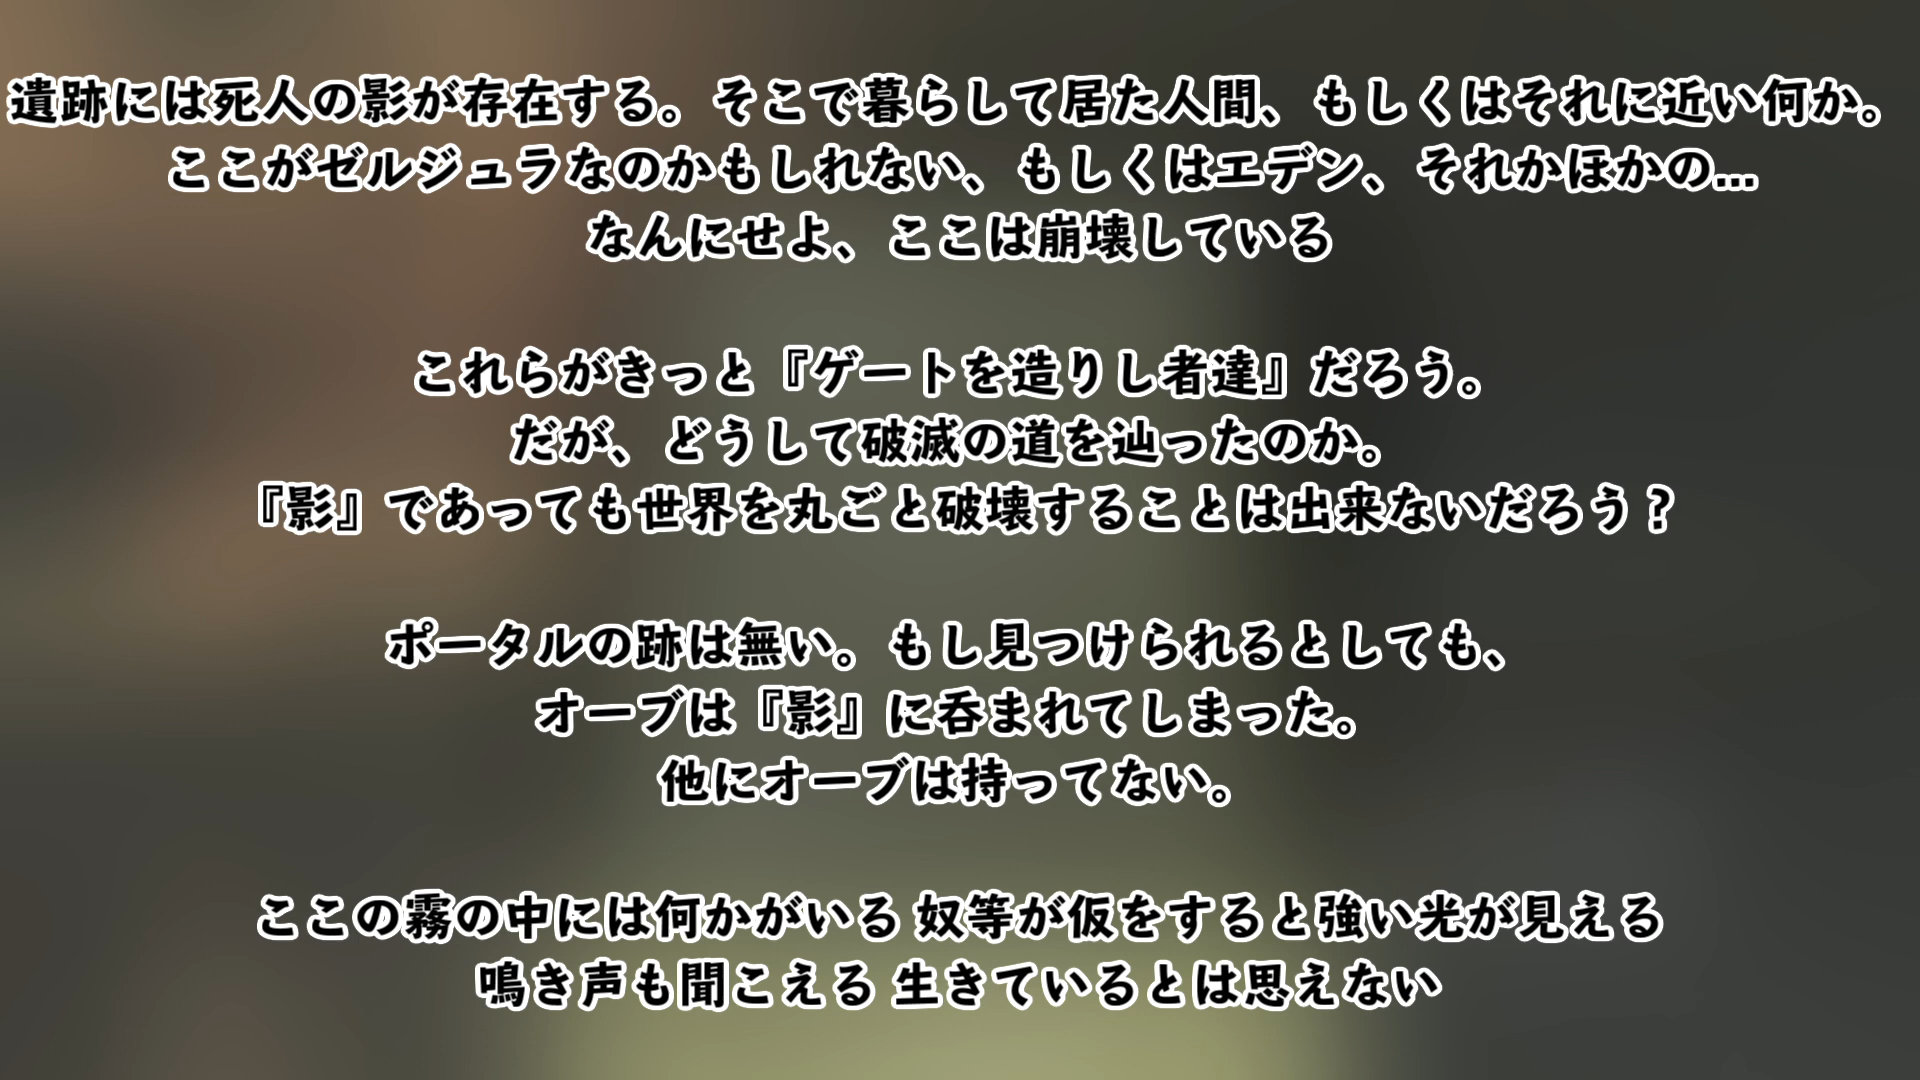 遺跡には死人の影が存在する。そこで暮らして居た人間、もしくはそれに近い何か。
ここがゼルジュラなのかもしれない、もしくはエデン、それかほかの...
なんにせよ、ここは崩壊している
これらがきっと『ゲートを造りし者達』だろう。
だが、どうして破滅の道を辿ったのか。
『影』であっても世界を丸ごと破壊することは出来ないだろう？
ポータルの跡は無い。もし見つけられるとしても、
オーブは『影』に呑まれてしまった。
他にオーブは持ってない。
ここの霧の中には何かがいる 奴等が仮をすると強い光が見える
鳴き声も聞こえる 生きているとは思えない